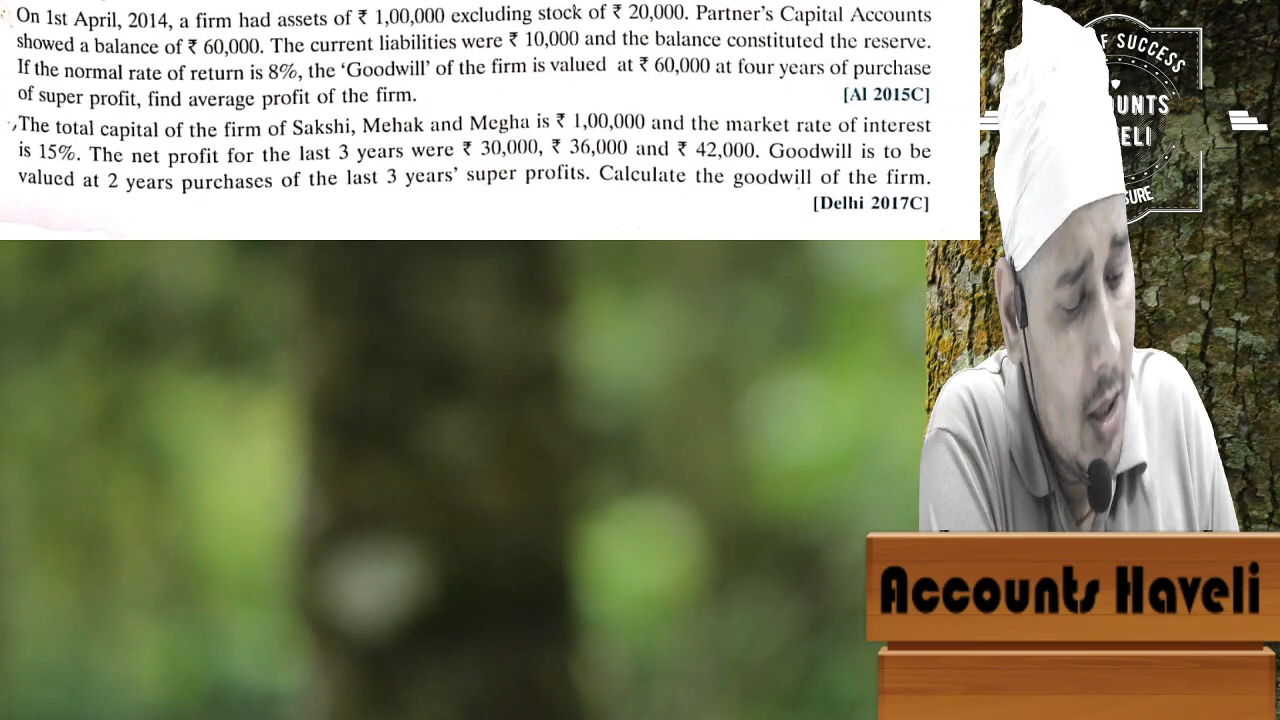 On 1st April, 2014, a firm had assets of ₹ 1,00,000 excluding stock of ₹ 20,000. Partner's Capital Accounts
showed a balance of ₹ 60,000. The current liabilities were ₹ 10,000 and the balance constituted the reserve.
If the normal rate of return is 8%, the 'Goodwill' of the firm is valued at ₹ 60,000 at four years of purchase
of super profit, find average profit of the firm.
[AI 2015C]
The total capital of the firm of Sakshi, Mehak and Megha is ₹ 1,00,000 and the market rate of interest
is 15%. The net profit for the last 3 years were ₹ 30,000, ₹ 36,000 and ₹ 42,000. Goodwill is to be
valued at 2 years purchases of the last 3 years' super profits. Calculate the goodwill of the firm.
[Delhi 2017C]
F SUCCESS
OUNTS
ELI
SURE
Accounts Haveli